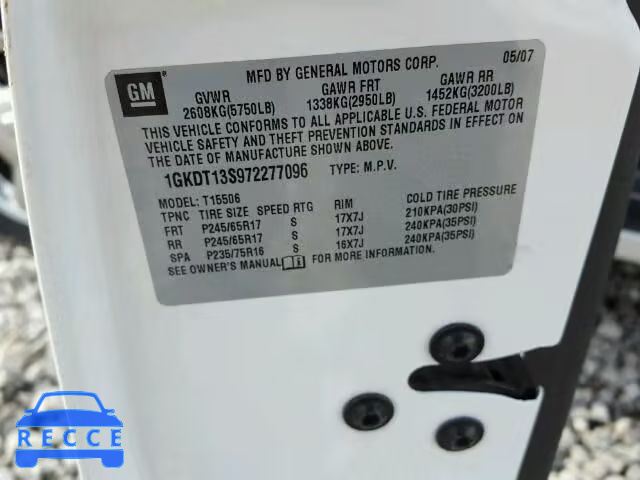 MFD BY GENERAL MOTORS CORP. 05/07
GM ®
GVWR GAWR FRT GAWR RR
2608KG(5750LB) 1338KG(2950LB) 1452KG(3200LB)
THIS VEHICLE CONFORMS TO ALL APPLICABLE U.S. FEDERAL MOTOR
VEHICLE SAFETY AND THEFT PREVENTION STANDARDS IN EFFECT ON
THE DATE OF MANUFACTURE SHOWN ABOVE.
1GKDT13S972277096 TYPE: M.P.V.
MODEL: T15506
TPNC TIRE SIZE SPEED RTG RIM COLD TIRE PRESSURE
FRT P245/65R17 S 17X7J 210KPA(30PSI)
RR P245/65R17 S 17X7J 240KPA(35PSI)
SPA P235/75R16 S 16X7J 240KPA(35PSI)
SEE OWNER'S MANUAL FOR MORE INFORMATION.
RECCE